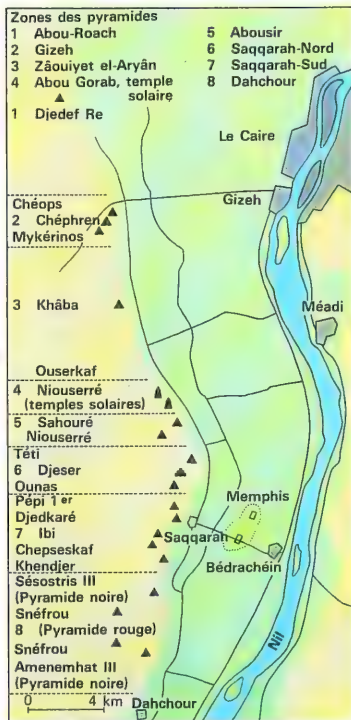 Zones des pyramides
1 Abou-Roach
2 Gizeh
3 Zâouiyet el-Aryân
4 Abou Gorab, temple
solaire
5 Abousir
6 Saqqarah-Nord
7 Saqqarah-Sud
8 Dahchour
1 Djedef Re
Le Caire
Chéops
2 Chéphren
Mykérinos
Gizeh
3 Khâba
Méadi
Ouserkaf
4 Niouserré
(temples solaires)
5 Sahouré
Niouserré
Téti
6 Djeser
Ounas
Memphis
Pépi 1er
Djedkaré
7 Ibi
Saqqarah
Chepseskaf
Bédrachéin
Khendjer
Sésostris III
(Pyramide noire)
Snéfrou
8 (Pyramide rouge)
Snéfrou
Nil
Amenemhat III
(Pyramide noire)
0 4 km
Dahchour